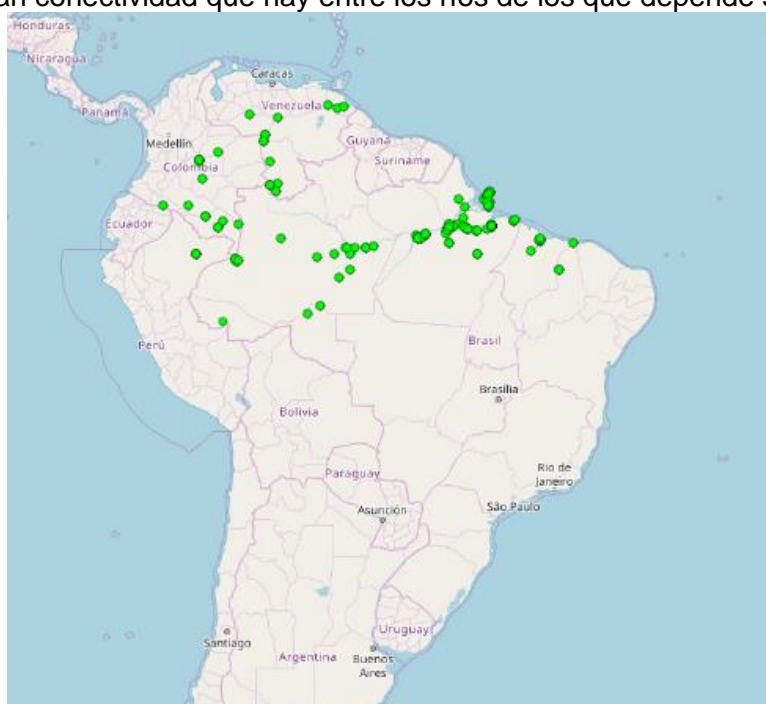 an conectividad que hay entre los ríos de los que depende s
Honduras
Nicaragua
Caracas
Panamá
Venezuela
Medellín
Guyana
Colombia
Suriname
Ecuador
Perú
Brasil
Brasília
Bolivia
Rio de
Janeiro
Paraguay
São Paulo
Asunción
Uruguay
Santiago
Argentina
Buenos
Aires